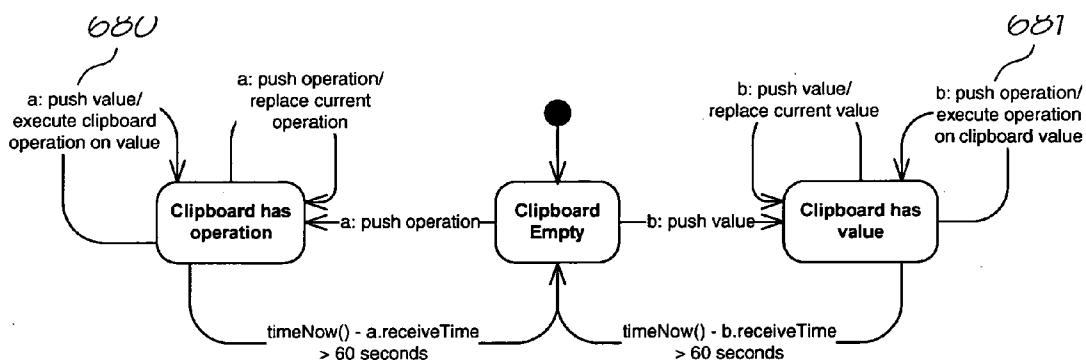 680
681
a: push value/
execute clipboard
operation on value
a: push operation/
replace current
operation
b: push value/
replace current value
b: push operation/
execute operation
on clipboard value
Clipboard has
operation
a: push operation
Clipboard
Empty
b: push value
Clipboard has
value
timeNow() - a.receiveTime
> 60 seconds
timeNow() - b.receiveTime
> 60 seconds